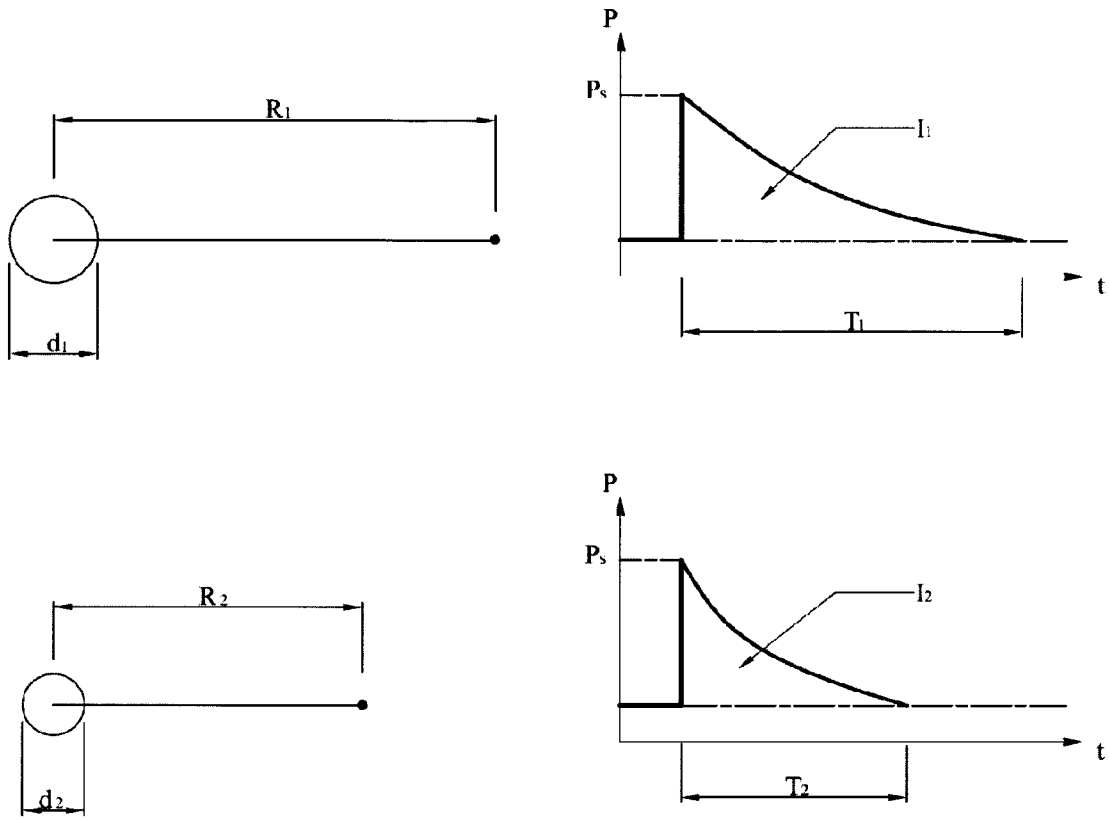 P
R₁
Pₛ
I₁
d₁
T₁
t
P
Pₛ
R₂
I₂
d₂
T₂
t